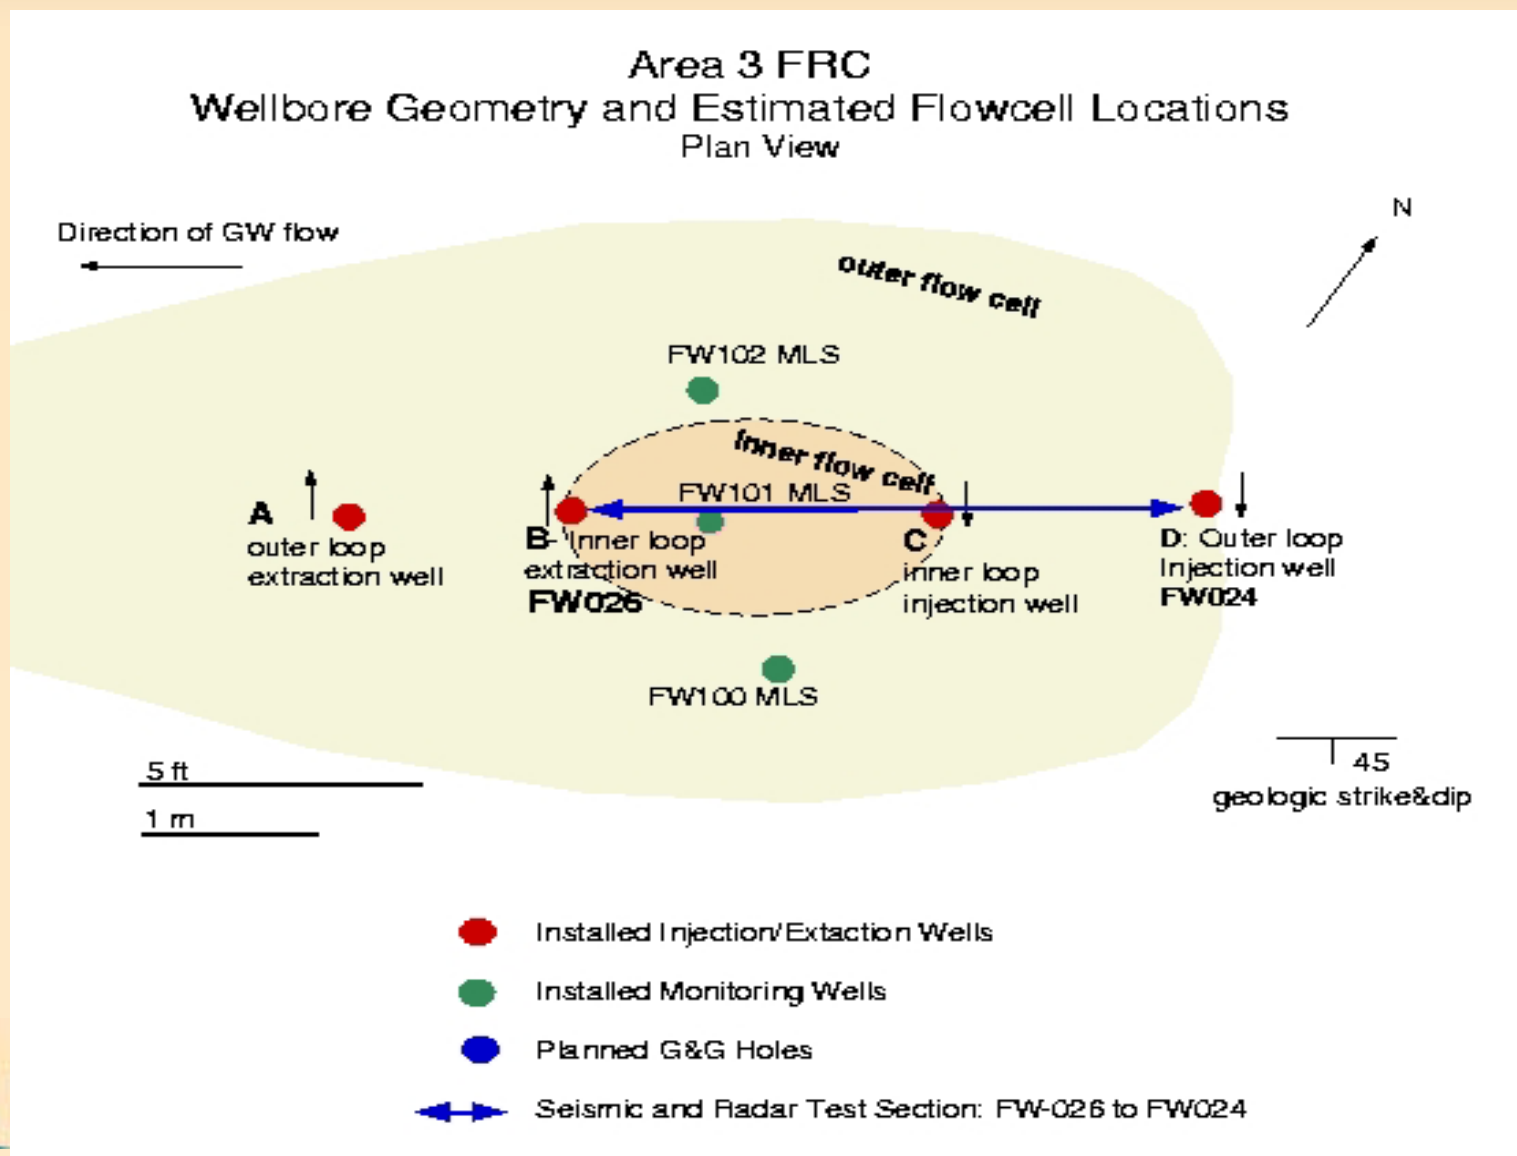 Area 3 FRC
Wellbore Geometry and Estimated Flowcell Locations
Plan View
N
Direction of GW flow
outer flow cell
FW102 MLS
inner flow cell
FW101 MLS
A
outer loop
extraction well
B- Inner loop
extraction well
FW026
C
inner loop
injection well
D: Outer loop
Injection well
FW024
FW100 MLS
5 ft
1 m
45
geologic strike&dip
Installed Injection/Extaction Wells
Installed Monitoring Wells
Planned G&G Holes
Seismic and Radar Test Section: FW-026 to FW024